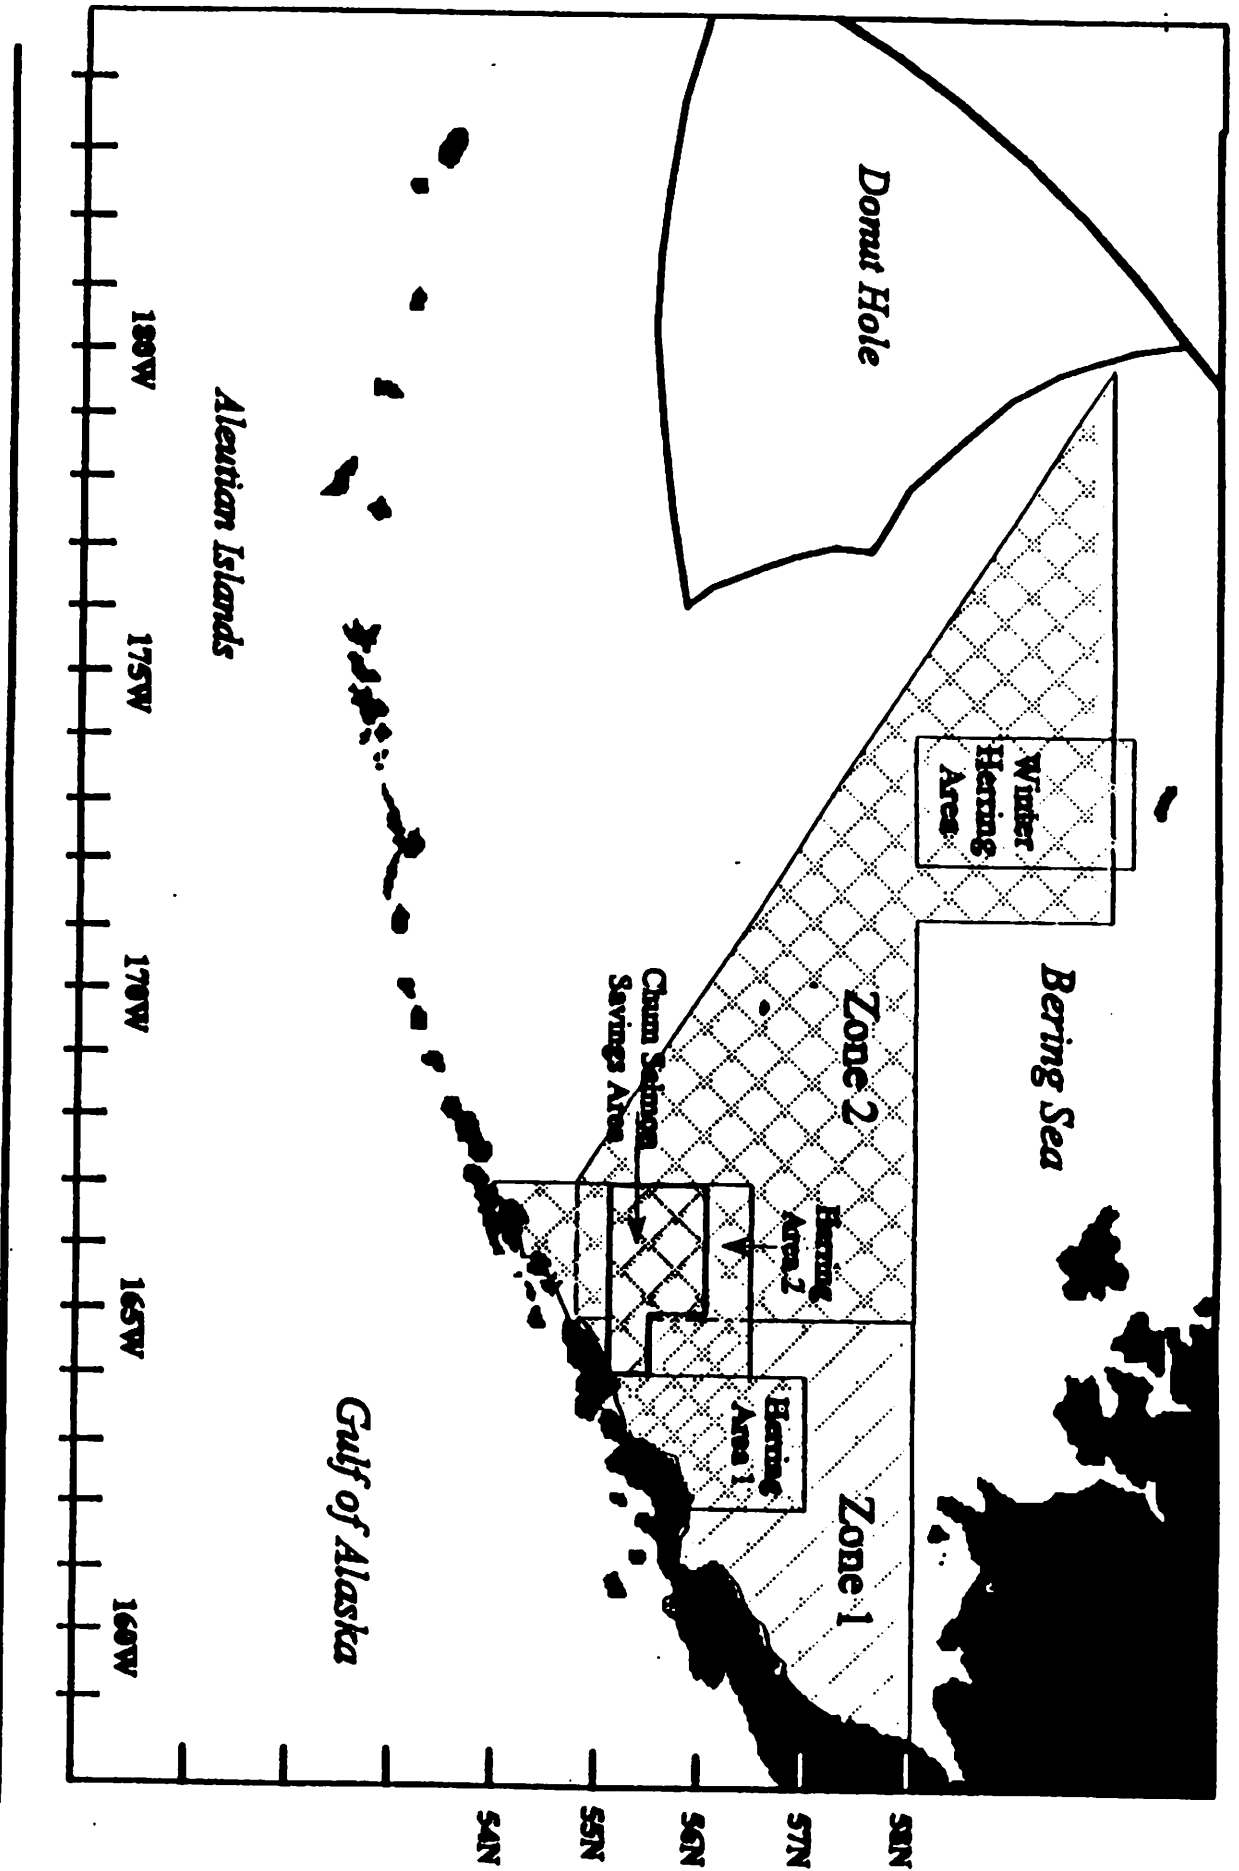 Donut Hole
Bering Sea
Winter
Herring
Area
Zone 2
Herring
Area 2
Chum Salmon
Savings Area
Herring
Area 1
Zone 1
Aleutian Islands
Gulf of Alaska
58N
57N
56N
55N
54N
180W
175W
170W
165W
160W